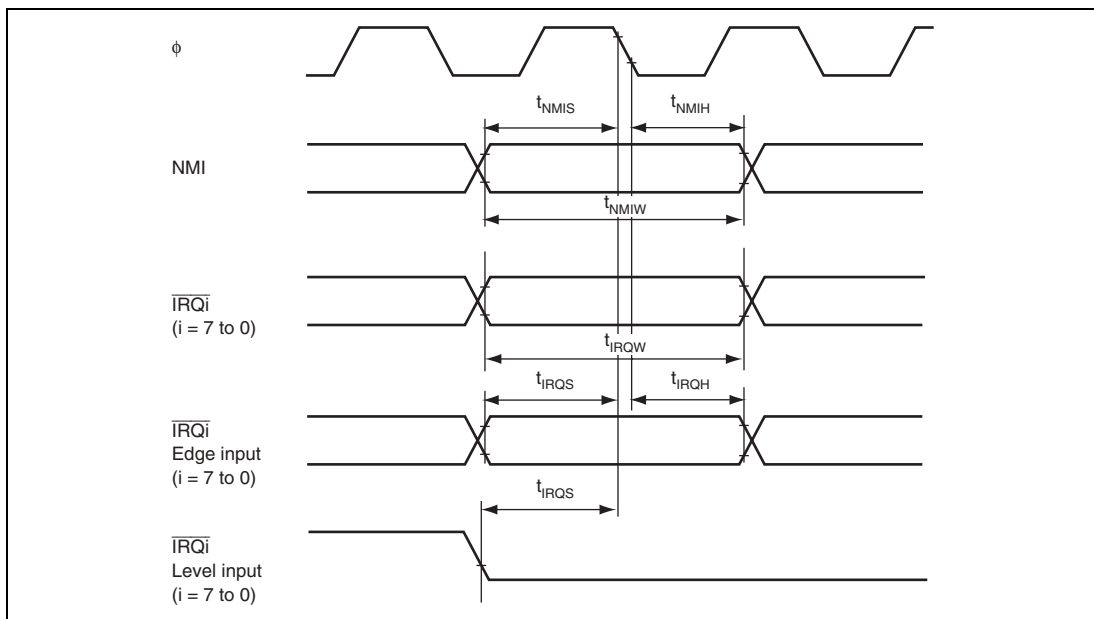 ϕ
tNMIS tNMIH
NMI
tNMIW
IRQi
(i = 7 to 0)
tIRQW
tIRQS tIRQH
IRQi
Edge input
(i = 7 to 0)
tIRQS
IRQi
Level input
(i = 7 to 0)